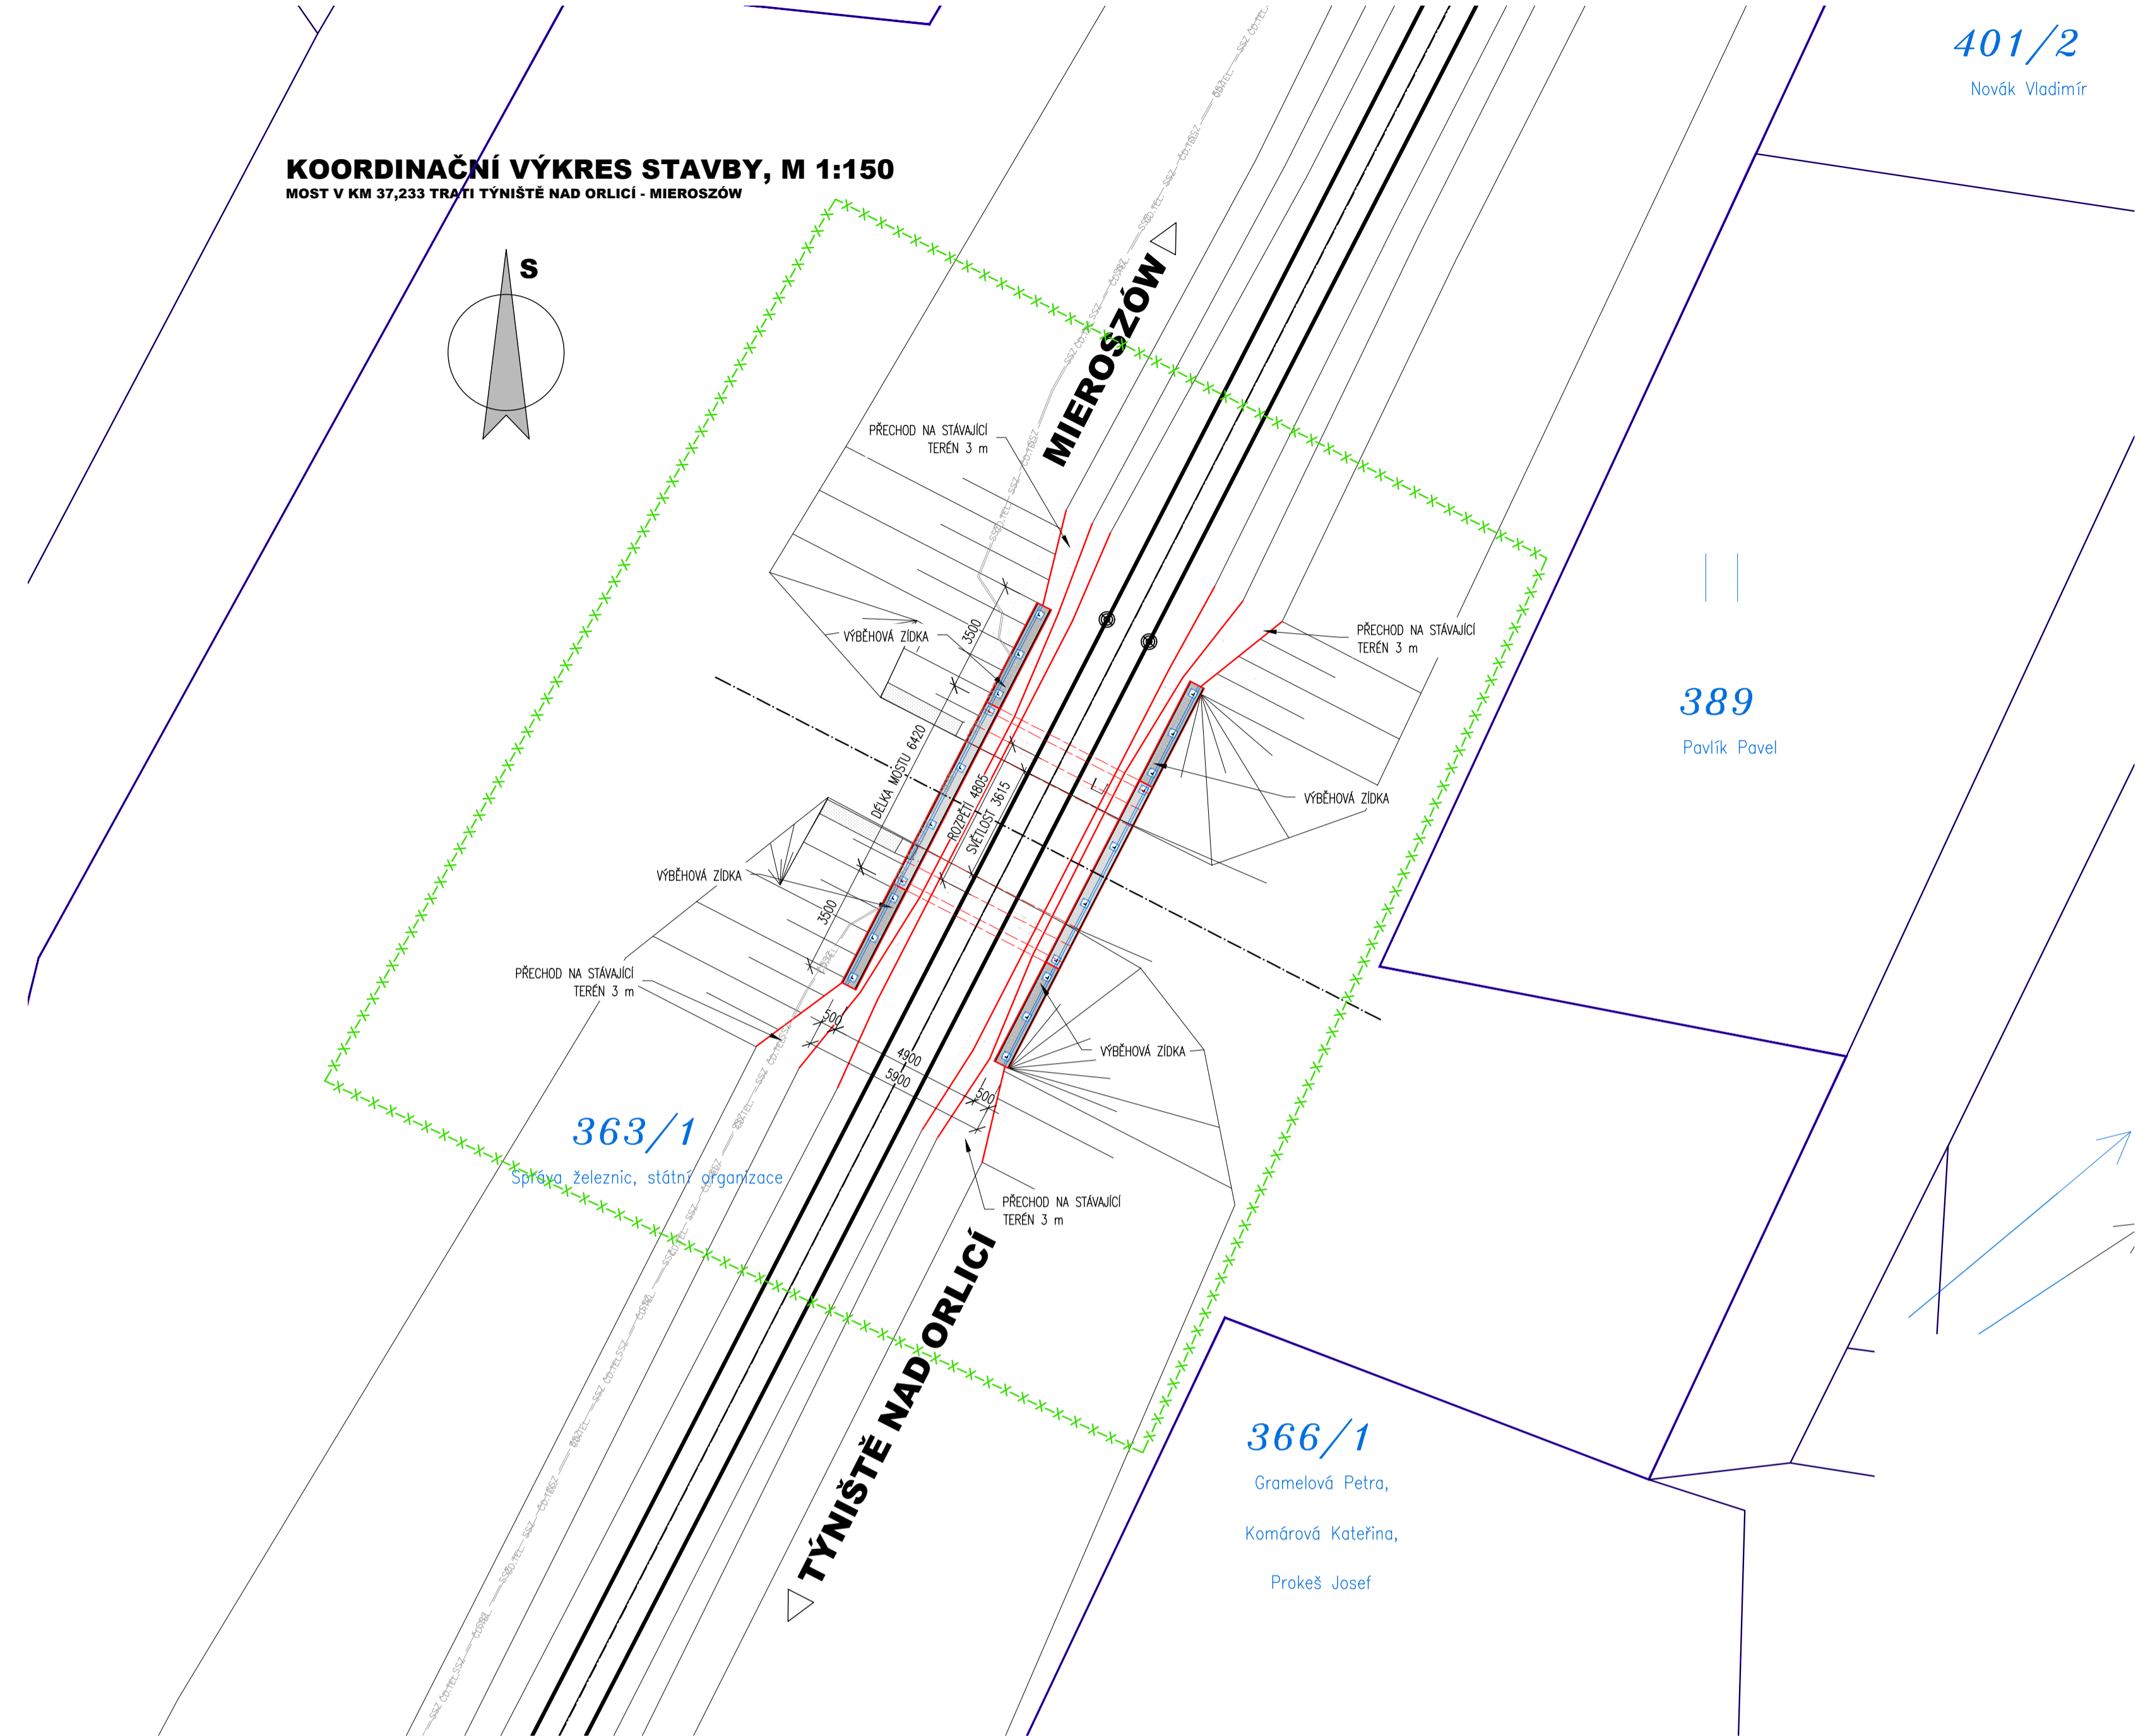 401/2
Novák Vladimír
KOORDINAČNÍ VÝKRES STAVBY, M 1:150
MOST V KM 37,233 TRATI TÝNIŠTĚ NAD ORLICÍ - MIEROSZÓW
S
MIEROSZÓW
PŘECHOD NA STÁVAJÍCÍ
TERÉN 3 m
VÝBĚHOVÁ ZÍDKA
3500
PŘECHOD NA STÁVAJÍCÍ
TERÉN 3 m
389
Pavlík Pavel
DÉLKA MOSTU 6420
ROZPĚTÍ 4805
SVĚTLOST 3615
VÝBĚHOVÁ ZÍDKA
VÝBĚHOVÁ ZÍDKA
3500
PŘECHOD NA STÁVAJÍCÍ
TERÉN 3 m
500
4900
5900
500
VÝBĚHOVÁ ZÍDKA
363/1
Správa železnic, státní organizace
PŘECHOD NA STÁVAJÍCÍ
TERÉN 3 m
TÝNIŠTĚ NAD ORLICÍ
366/1
Gramelová Petra,
Komárová Kateřina,
Prokeš Josef